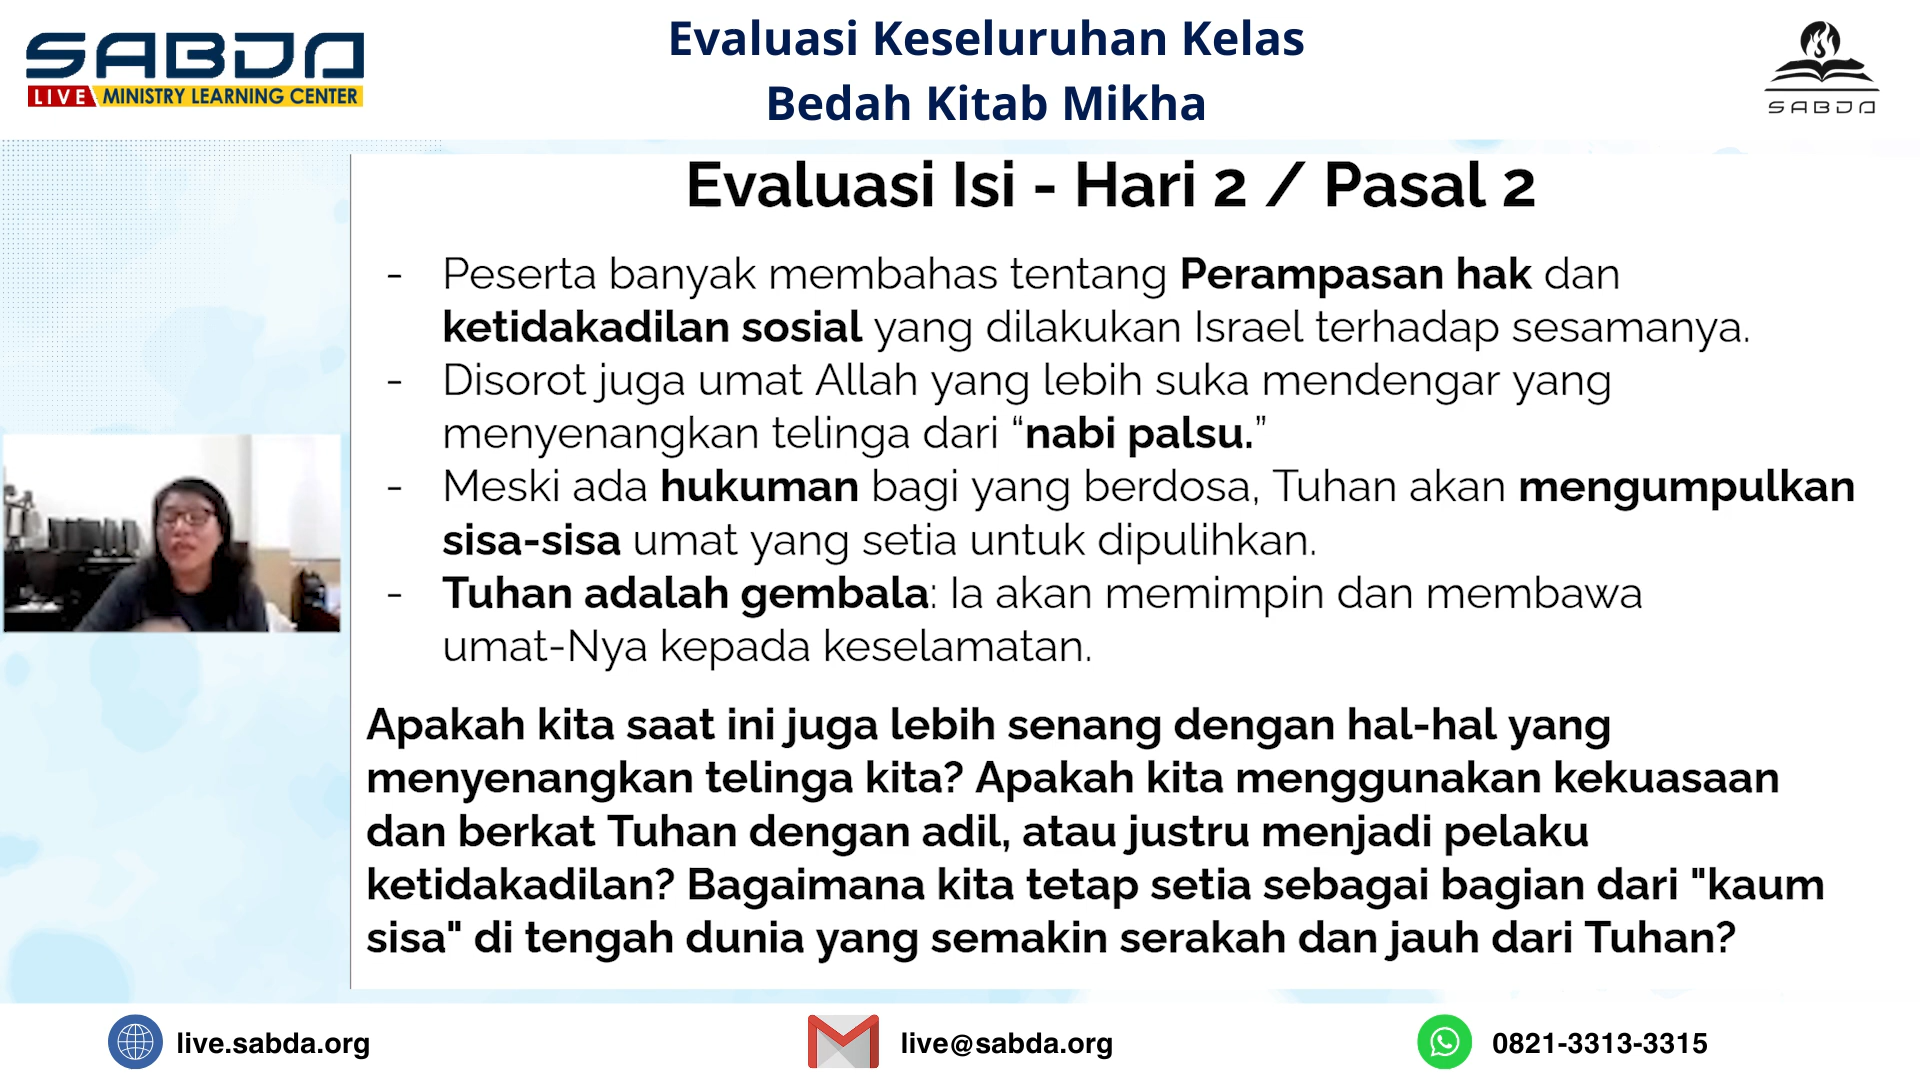 SABDA
LIVE MINISTRY LEARNING CENTER
Evaluasi Keseluruhan Kelas
Bedah Kitab Mikha
SABDA
Evaluasi Isi - Hari 2 / Pasal 2
- Peserta banyak membahas tentang Perampasan hak dan
ketidakadilan sosial yang dilakukan Israel terhadap sesamanya.
- Disorot juga umat Allah yang lebih suka mendengar yang
menyenangkan telinga dari “nabi palsu.”
- Meski ada hukuman bagi yang berdosa, Tuhan akan mengumpulkan
sisa-sisa umat yang setia untuk dipulihkan.
- Tuhan adalah gembala: Ia akan memimpin dan membawa
umat-Nya kepada keselamatan.
Apakah kita saat ini juga lebih senang dengan hal-hal yang
menyenangkan telinga kita? Apakah kita menggunakan kekuasaan
dan berkat Tuhan dengan adil, atau justru menjadi pelaku
ketidakadilan? Bagaimana kita tetap setia sebagai bagian dari "kaum
sisa" di tengah dunia yang semakin serakah dan jauh dari Tuhan?
live.sabda.org
live@sabda.org
0821-3313-3315